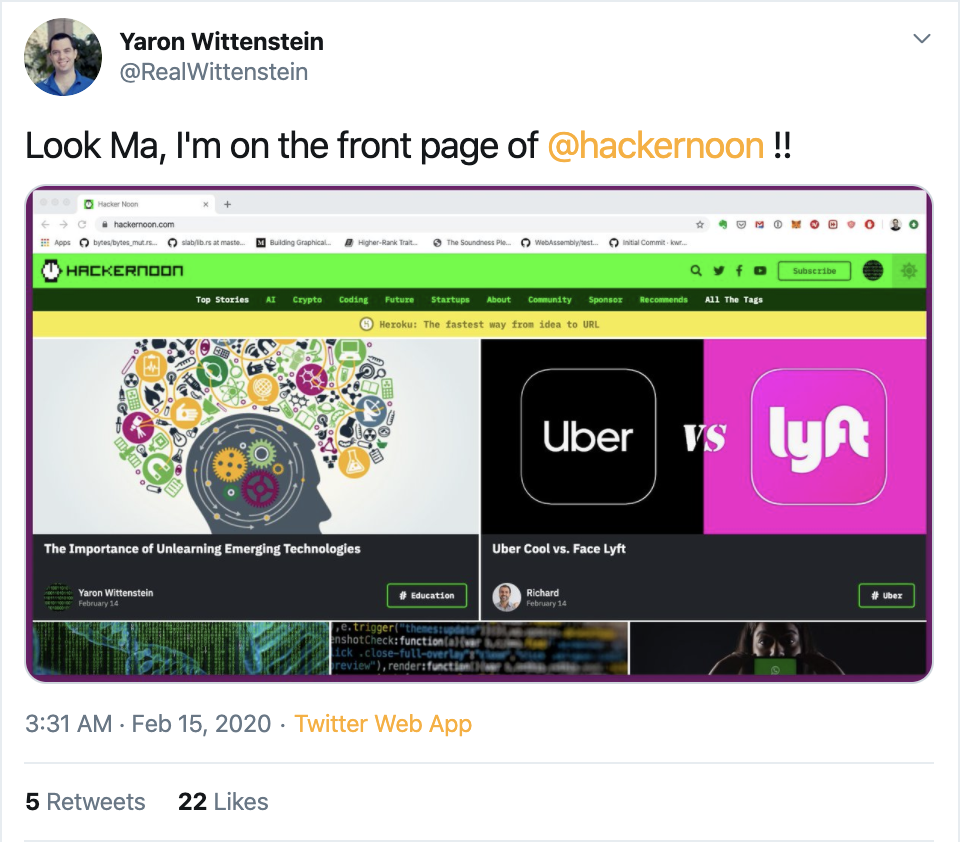 Yaron Wittenstein
@RealWittenstein
Look Ma, I'm on the front page of @hackernoon !!
Hacker Noon
hackernoon.com
Apps bytes/bytes_mut.rs... slab/lib.rs at maste... Building Graphical... Higher-Rank Trait... The Soundness Ple... WebAssembly/test... Initial Commit · kwr...
HACKERNOON
Subscribe
Top Stories AI Crypto Coding Future Startups About Community Sponsor Recommends All The Tags
Heroku: The fastest way from idea to URL
Uber VS lyft
The Importance of Unlearning Emerging Technologies
Uber Cool vs. Face Lyft
Yaron Wittenstein
February 14
# Education
Richard
February 14
# Uber
,e.trigger("themes:update"
enshotCheck:function(a){var
ick .close-full-overlay":
review"),render:function()
3:31 AM · Feb 15, 2020 · Twitter Web App
5 Retweets 22 Likes